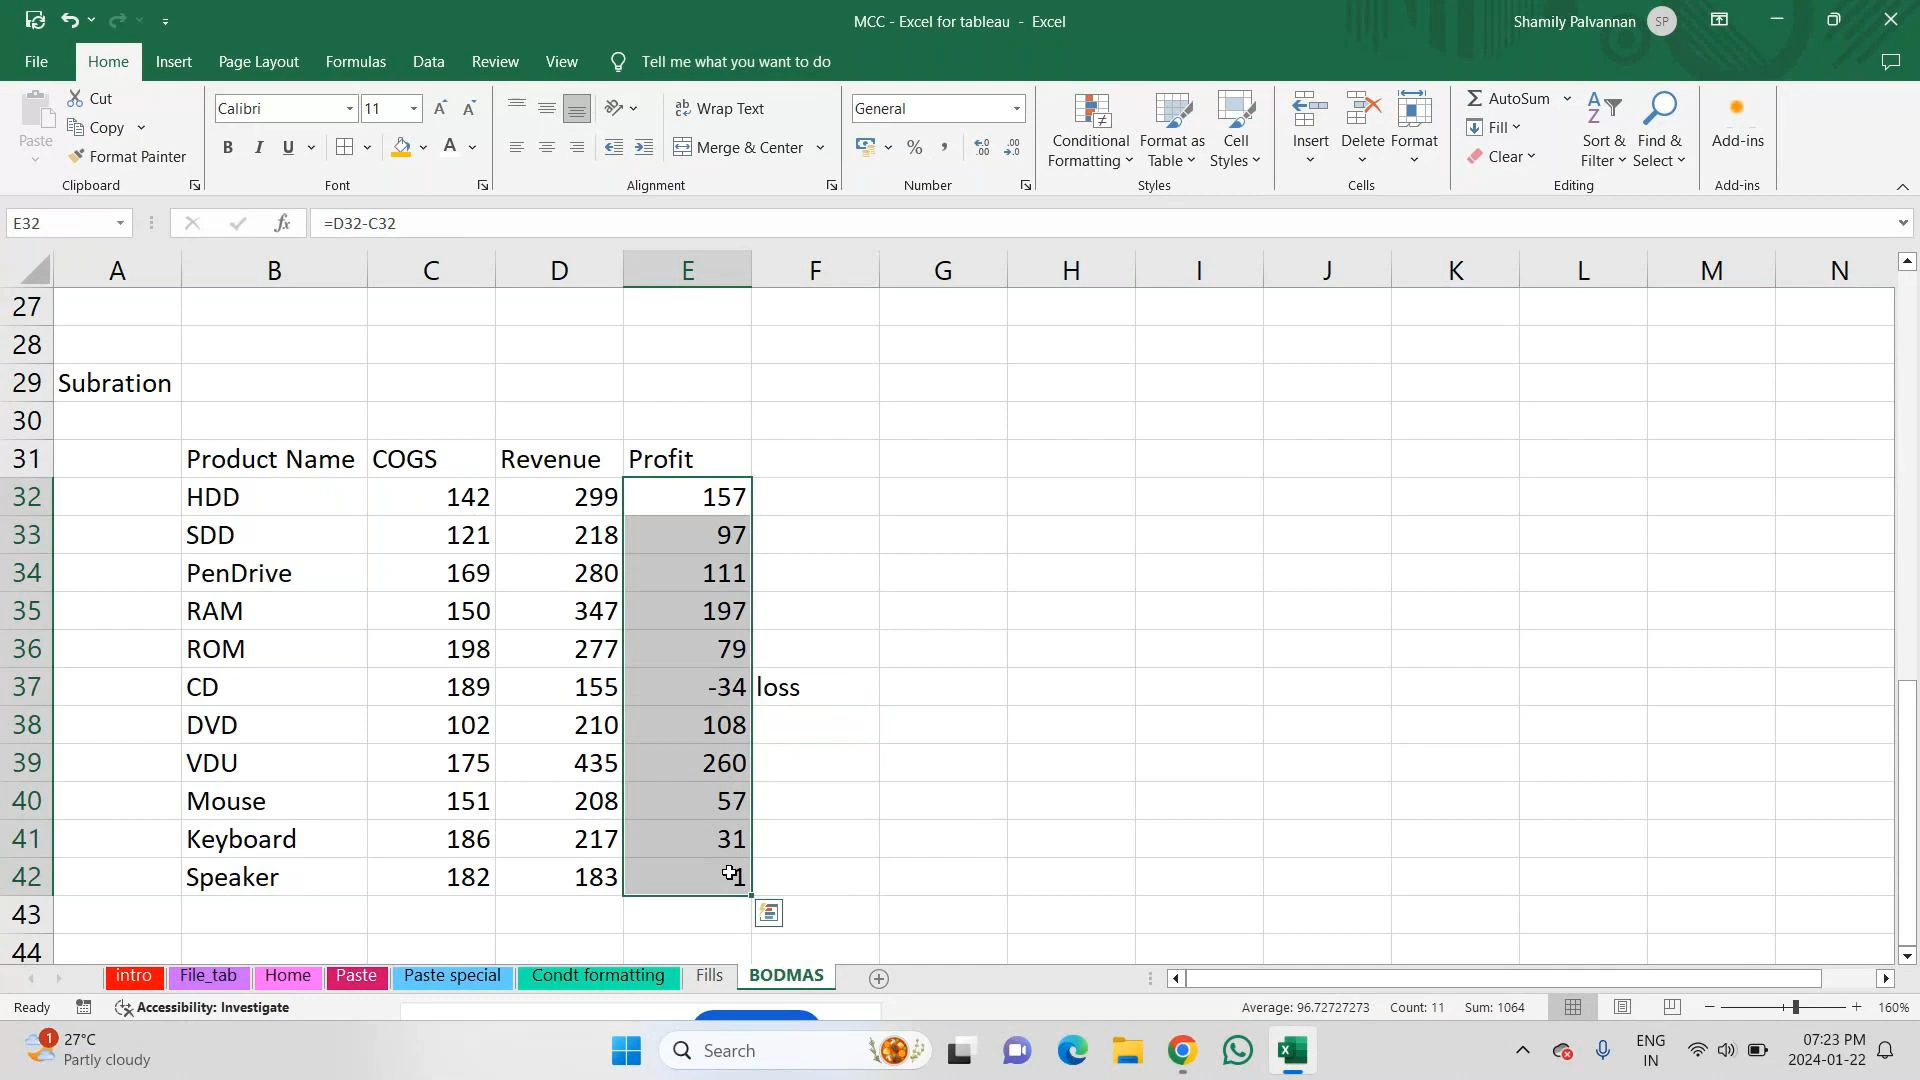 MCC - Excel for tableau - Excel
Shamily Palvannan
SP
File
Home
Insert
Page Layout
Formulas
Data
Review
View
Tell me what you want to do
Paste
Cut
Copy
Format Painter
Clipboard
Calibri
11
B I U
Font
Wrap Text
Merge & Center
Alignment
General
Number
Conditional Formatting
Format as Table
Cell Styles
Styles
Insert
Delete
Format
Cells
AutoSum
Fill
Clear
Sort & Filter
Find & Select
Editing
Add-ins
Add-ins
E32
fx
=D32-C32
A B C D E F G H I J K L M N
27
28
29 Subration
30
31 Product Name COGS Revenue Profit
32 HDD 142 299 157
33 SDD 121 218 97
34 PenDrive 169 280 111
35 RAM 150 347 197
36 ROM 198 277 79
37 CD 189 155 -34 loss
38 DVD 102 210 108
39 VDU 175 435 260
40 Mouse 151 208 57
41 Keyboard 186 217 31
42 Speaker 182 183 1
43
44
intro
File_tab
Home
Paste
Paste special
Condt formatting
Fills
BODMAS
Ready
Accessibility: Investigate
Average: 96.72727273
Count: 11
Sum: 1064
160%
1
27°C
Partly cloudy
Search
ENG
IN
07:23 PM
2024-01-22